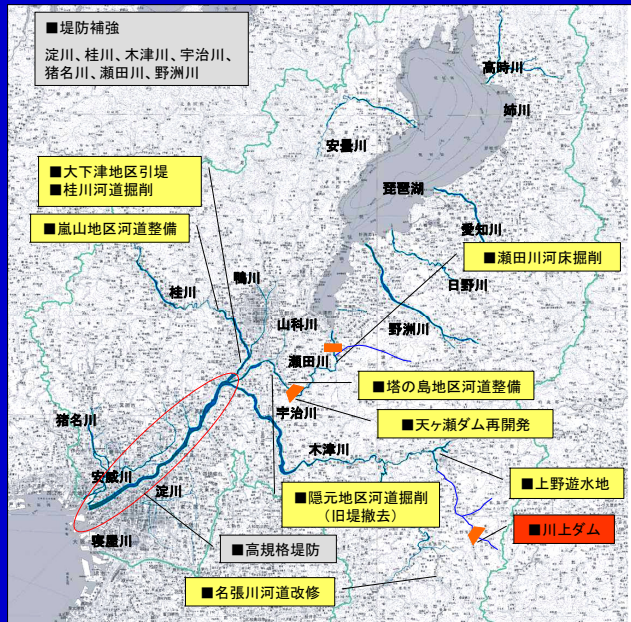 ■堤防補強
淀川、桂川、木津川、宇治川、
猪名川、瀬田川、野洲川
高時川
姉川
安曇川
■大下津地区引堤
■桂川河道掘削
琵琶湖
■嵐山地区河道整備
愛知川
■瀬田川河床掘削
鴨川
日野川
桂川
山科川
野洲川
瀬田川
■塔の島地区河道整備
宇治川
猪名川
■天ヶ瀬ダム再開発
木津川
安威川
■上野遊水地
淀川
■隠元地区河道掘削
（旧堤撤去）
■川上ダム
寝屋川
■高規格堤防
■名張川河道改修